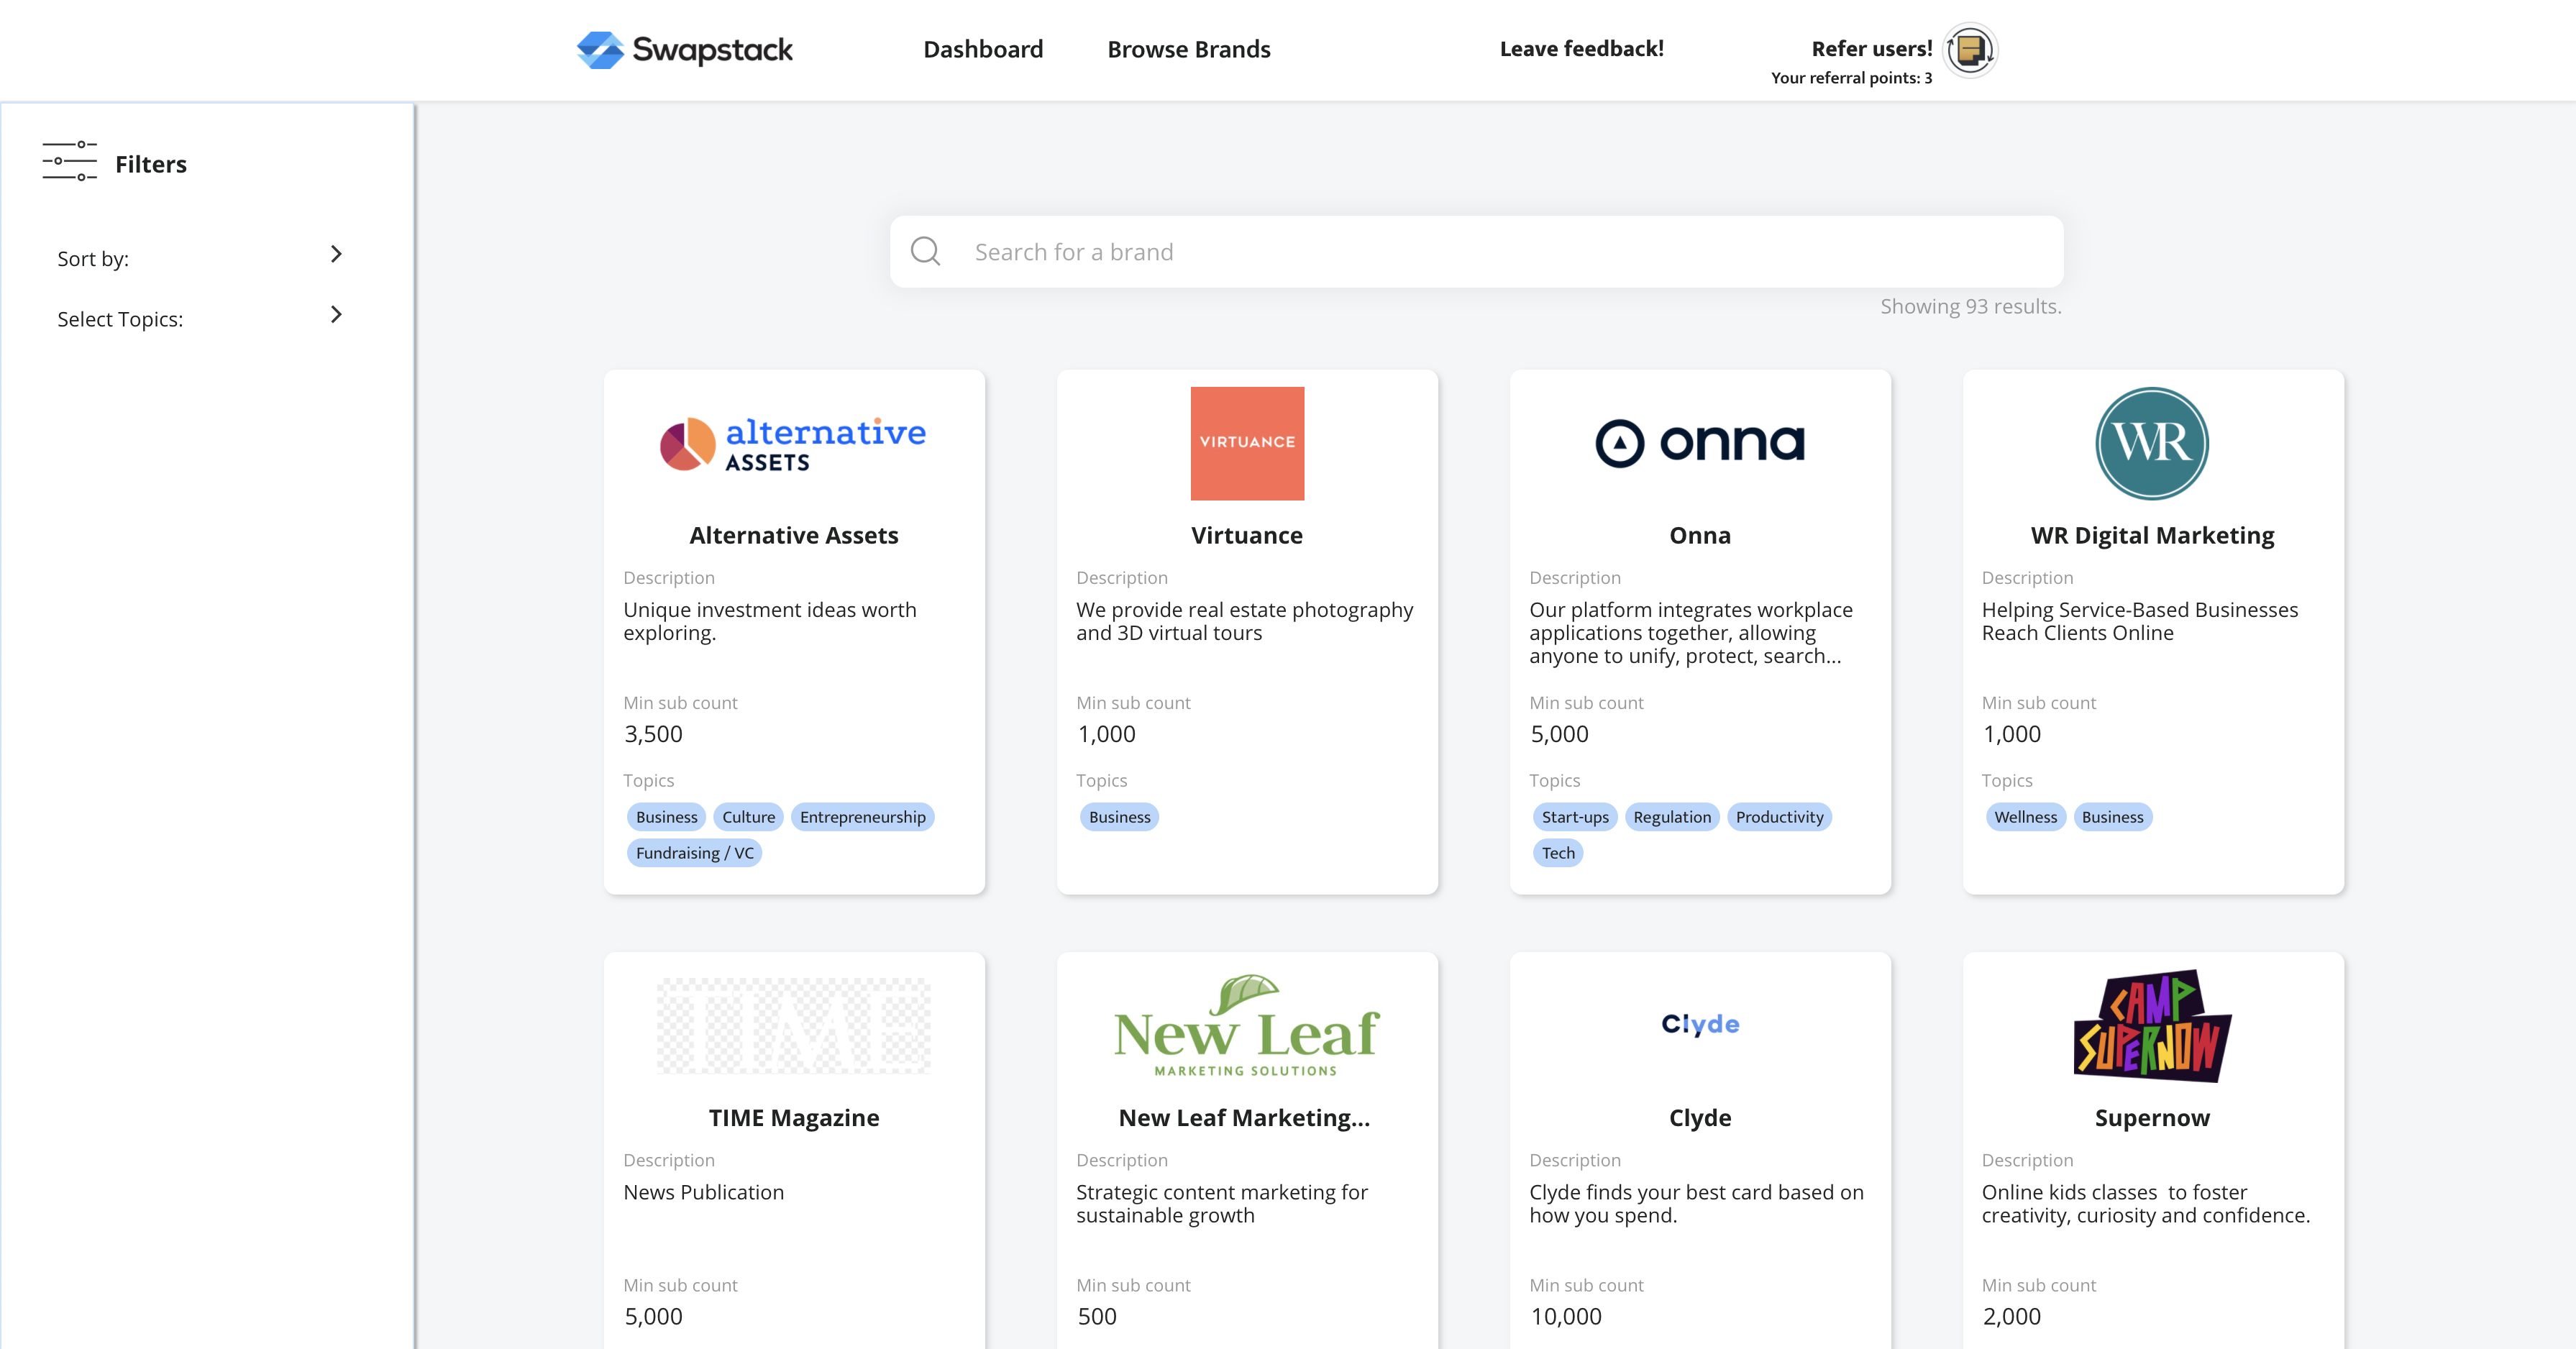 Swapstack
Dashboard
Browse Brands
Leave feedback!
Refer users!
Your referral points: 3
Filters
Sort by:
Select Topics:
Search for a brand
Showing 93 results.
alternative
ASSETS
Alternative Assets
Description
Unique investment ideas worth
exploring.
Min sub count
3,500
Topics
Business
Culture
Entrepreneurship
Fundraising / VC
VIRTUANCE
Virtuance
Description
We provide real estate photography
and 3D virtual tours
Min sub count
1,000
Topics
Business
onna
Onna
Description
Our platform integrates workplace
applications together, allowing
anyone to unify, protect, search...
Min sub count
5,000
Topics
Start-ups
Regulation
Productivity
Tech
WR
WR Digital Marketing
Description
Helping Service-Based Businesses
Reach Clients Online
Min sub count
1,000
Topics
Wellness
Business
TIME
TIME Magazine
Description
News Publication
Min sub count
5,000
New Leaf
MARKETING SOLUTIONS
New Leaf Marketing...
Description
Strategic content marketing for
sustainable growth
Min sub count
500
Clyde
Clyde
Description
Clyde finds your best card based on
how you spend.
Min sub count
10,000
CAMP
SUPERNOW
Supernow
Description
Online kids classes  to foster
creativity, curiosity and confidence.
Min sub count
2,000